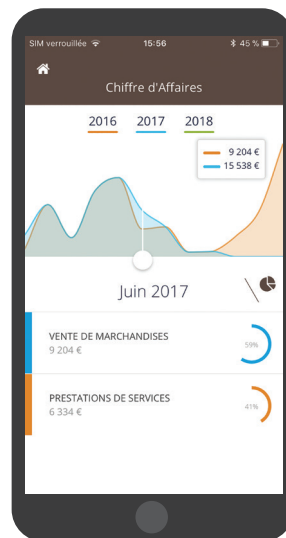 SIM verrouillée 15:56 45 %
Chiffre d'Affaires
2016 2017 2018
9 204 €
15 538 €
Juin 2017
VENTE DE MARCHANDISES
9 204 €
59%
PRESTATIONS DE SERVICES
6 334 €
41%